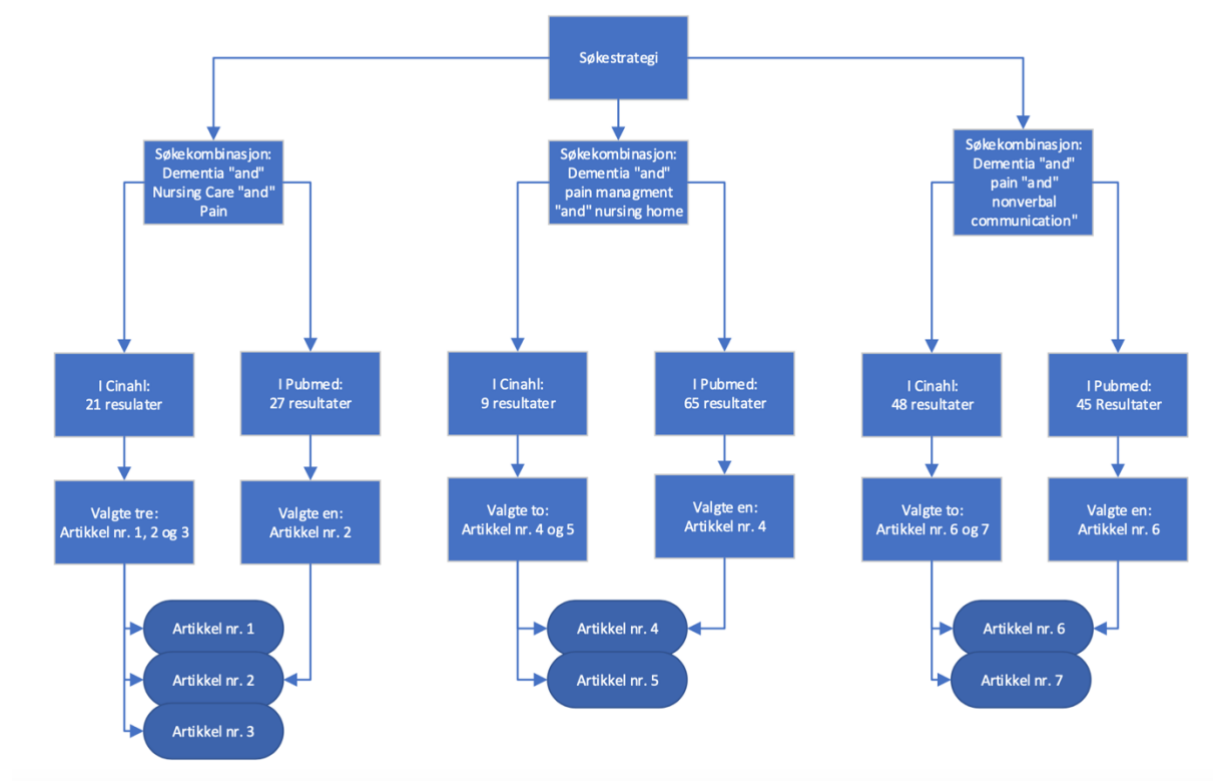 Søkestrategi
Søkekombinasjon:
Dementia "and"
Nursing Care "and"
Pain
Søkekombinasjon:
Dementia "and"
pain managment
"and" nursing home
Søkekombinasjon:
Dementia "and"
pain "and"
nonverbal
communication"
I Cinahl:
21 resulater
I Pubmed:
27 resultater
I Cinahl:
9 resultater
I Pubmed:
65 resultater
I Cinahl:
48 resultater
I Pubmed:
45 Resultater
Valgte tre:
Artikkel nr. 1, 2 og 3
Valgte en:
Artikkel nr. 2
Valgte to:
Artikkel nr. 4 og 5
Valgte en:
Artikkel nr. 4
Valgte to:
Artikkel nr. 6 og 7
Valgte en:
Artikkel nr. 6
Artikkel nr. 1
Artikkel nr. 2
Artikkel nr. 3
Artikkel nr. 4
Artikkel nr. 5
Artikkel nr. 6
Artikkel nr. 7